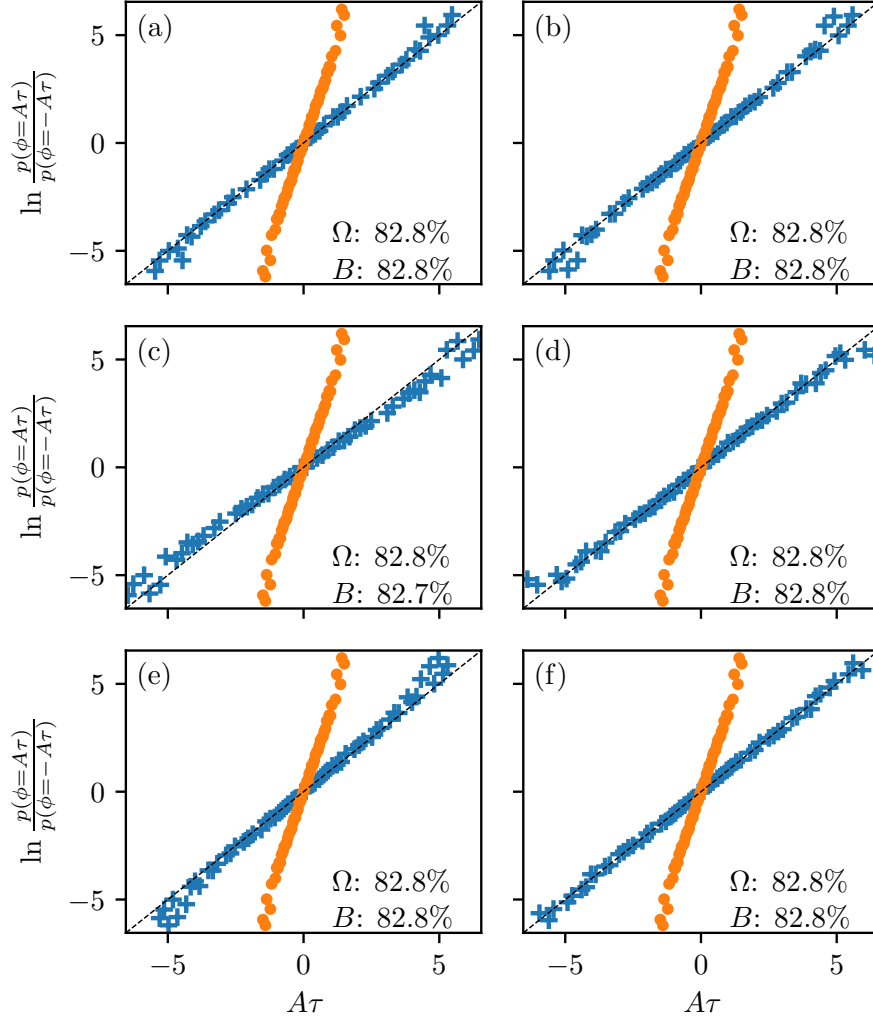 (a)
(b)
5
0
−5
ln p(ϕ=Aτ) / p(ϕ=−Aτ)
Ω: 82.8%
B: 82.8%
Ω: 82.8%
B: 82.8%
(c)
(d)
5
0
−5
ln p(ϕ=Aτ) / p(ϕ=−Aτ)
Ω: 82.8%
B: 82.7%
Ω: 82.8%
B: 82.8%
(e)
(f)
5
0
−5
ln p(ϕ=Aτ) / p(ϕ=−Aτ)
Ω: 82.8%
B: 82.8%
Ω: 82.8%
B: 82.8%
−5 0 5
−5 0 5
Aτ
Aτ